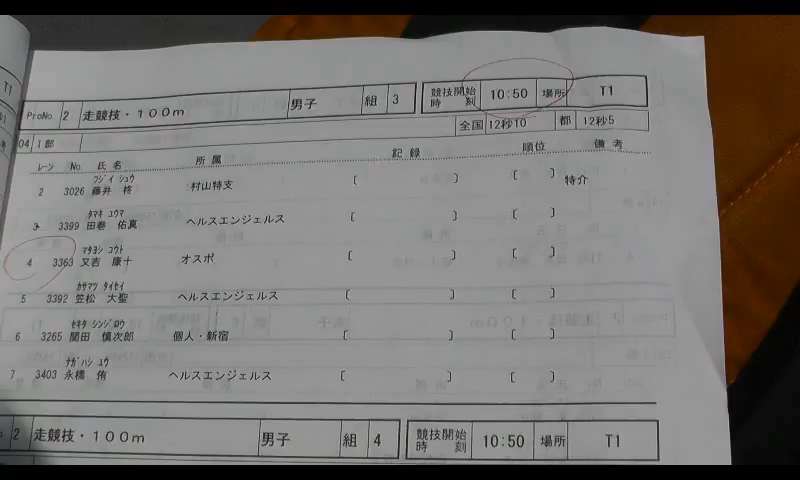 T1
ProNo. 2 走競技・100m 男子 組 3 競技開始時刻 10:50 場所 T1
全国 12秒10 都 12秒5
04 Ⅰ部
レーン No. 氏名 所属 記録 順位 備考
フジイ シュウ
2 3026 藤井 柊 村山特支 [ ] [ ] 特介
タマキ ユウマ
3 3399 田巻 佑真 ヘルスエンジェルス [ ] [ ]
マタヨシ コウト
4 3363 又吉 康十 オスポ [ ] [ ]
カサマツ タイセイ
5 3392 笠松 大聖 ヘルスエンジェルス [ ] [ ]
セキタ シンジロウ
6 3265 関田 慎次郎 個人・新宿 [ ] [ ]
ナガハシ ユウ
7 3403 永橋 侑 ヘルスエンジェルス [ ] [ ]
2 走競技・100m 男子 組 4 競技開始時刻 10:50 場所 T1